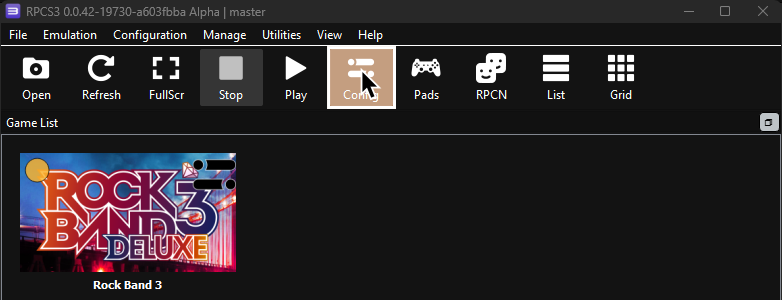 RPCS3 0.0.42-19730-a603fbba Alpha | master
File Emulation Configuration Manage Utilities View Help
Open Refresh FullScr Stop Play Config Pads RPCN List Grid
Game List
ROCK
BAND 3
DELUXE
Rock Band 3